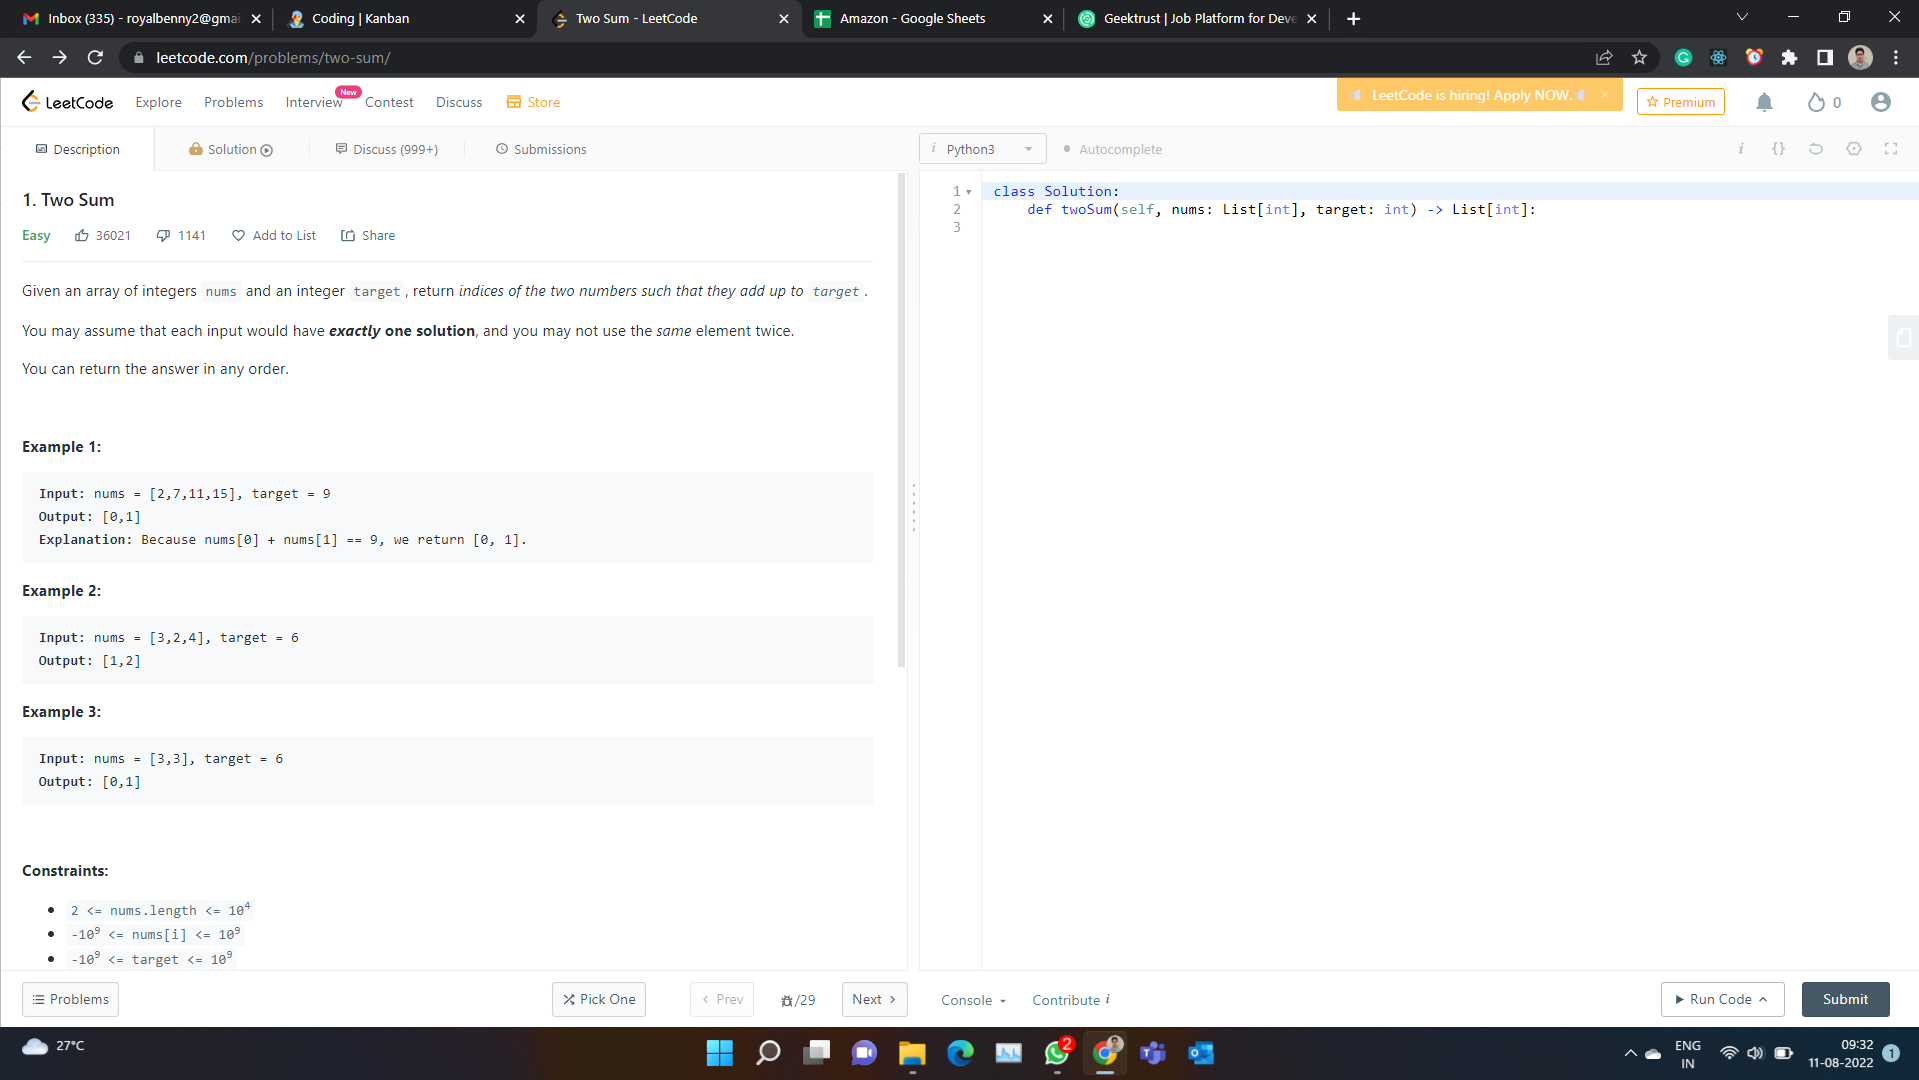 Inbox (335) - royalbenny2@gmai
Coding | Kanban
Two Sum - LeetCode
Amazon - Google Sheets
Geektrust | Job Platform for Deve
leetcode.com/problems/two-sum/
LeetCode
Explore
Problems
Interview
New
Contest
Discuss
Store
LeetCode is hiring! Apply NOW.
Premium
0
Description
Solution
Discuss (999+)
Submissions
i Python3
Autocomplete
i {}
1. Two Sum
Easy 36021 1141 Add to List Share
Given an array of integers nums and an integer target, return indices of the two numbers such that they add up to target.
You may assume that each input would have exactly one solution, and you may not use the same element twice.
You can return the answer in any order.
Example 1:
Input: nums = [2,7,11,15], target = 9
Output: [0,1]
Explanation: Because nums[0] + nums[1] == 9, we return [0, 1].
Example 2:
Input: nums = [3,2,4], target = 6
Output: [1,2]
Example 3:
Input: nums = [3,3], target = 6
Output: [0,1]
Constraints:
2 <= nums.length <= 10⁴
-10⁹ <= nums[i] <= 10⁹
-10⁹ <= target <= 10⁹
1 class Solution:
2 def twoSum(self, nums: List[int], target: int) -> List[int]:
3
Problems
Pick One
Prev
/29
Next
Console
Contribute i
Run Code
Submit
27°C
2
ENG
IN
09:32
11-08-2022
1